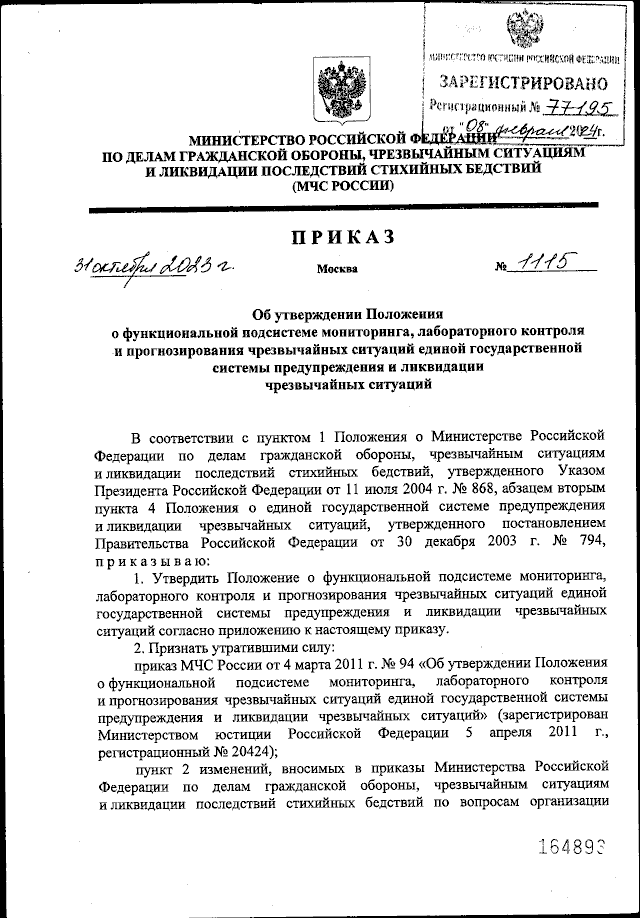 МИНИСТЕРСТВО ЮСТИЦИИ РОССИЙСКОЙ ФЕДЕРАЦИИ
ЗАРЕГИСТРИРОВАНО
Регистрационный № 77195
от "08" февраля 2024г.
МИНИСТЕРСТВО РОССИЙСКОЙ ФЕДЕРАЦИИ
ПО ДЕЛАМ ГРАЖДАНСКОЙ ОБОРОНЫ, ЧРЕЗВЫЧАЙНЫМ СИТУАЦИЯМ
И ЛИКВИДАЦИИ ПОСЛЕДСТВИЙ СТИХИЙНЫХ БЕДСТВИЙ
(МЧС РОССИИ)
ПРИКАЗ
31 октября 2023 г. Москва № 1115
Об утверждении Положения
о функциональной подсистеме мониторинга, лабораторного контроля
и прогнозирования чрезвычайных ситуаций единой государственной
системы предупреждения и ликвидации
чрезвычайных ситуаций
В соответствии с пунктом 1 Положения о Министерстве Российской
Федерации по делам гражданской обороны, чрезвычайным ситуациям
и ликвидации последствий стихийных бедствий, утвержденного Указом
Президента Российской Федерации от 11 июля 2004 г. № 868, абзацем вторым
пункта 4 Положения о единой государственной системе предупреждения
и ликвидации чрезвычайных ситуаций, утвержденного постановлением
Правительства Российской Федерации от 30 декабря 2003 г. № 794,
приказываю:
1. Утвердить Положение о функциональной подсистеме мониторинга,
лабораторного контроля и прогнозирования чрезвычайных ситуаций единой
государственной системы предупреждения и ликвидации чрезвычайных
ситуаций согласно приложению к настоящему приказу.
2. Признать утратившими силу:
приказ МЧС России от 4 марта 2011 г. № 94 «Об утверждении Положения
о функциональной подсистеме мониторинга, лабораторного контроля
и прогнозирования чрезвычайных ситуаций единой государственной системы
предупреждения и ликвидации чрезвычайных ситуаций» (зарегистрирован
Министерством юстиции Российской Федерации 5 апреля 2011 г.,
регистрационный № 20424);
пункт 2 изменений, вносимых в приказы Министерства Российской
Федерации по делам гражданской обороны, чрезвычайным ситуациям
и ликвидации последствий стихийных бедствий по вопросам организации
164893